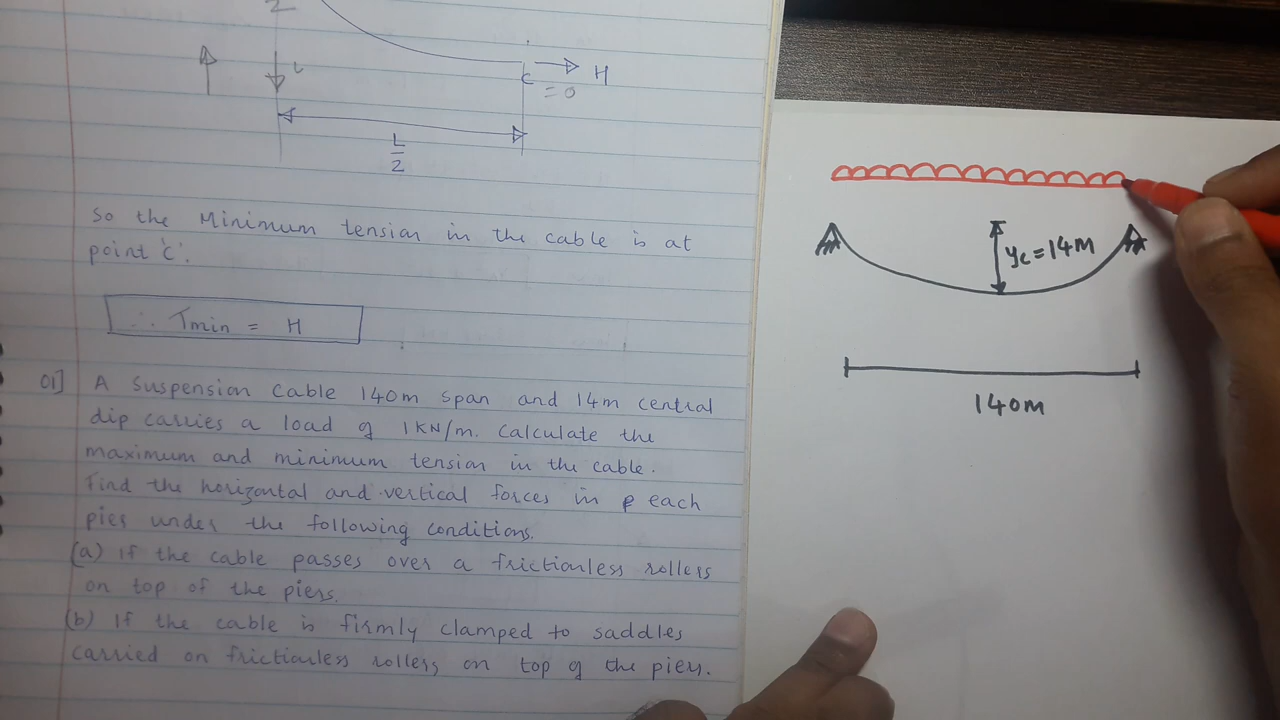 2
C
H
= 0
L
2
So the Minimum tension in the cable is at
point 'C'.
∴ Tmin = H
01] A suspension cable 140m span and 14m central
dip carries a load of 1KN/m. Calculate the
maximum and minimum tension in the cable.
Find the horizontal and vertical forces in each
pier under the following conditions.
(a) If the cable passes over a frictionless rollers
on top of the piers.
(b) If the cable is firmly clamped to saddles
carried on frictionless rollers on top of the piers.
yc = 14M
140M